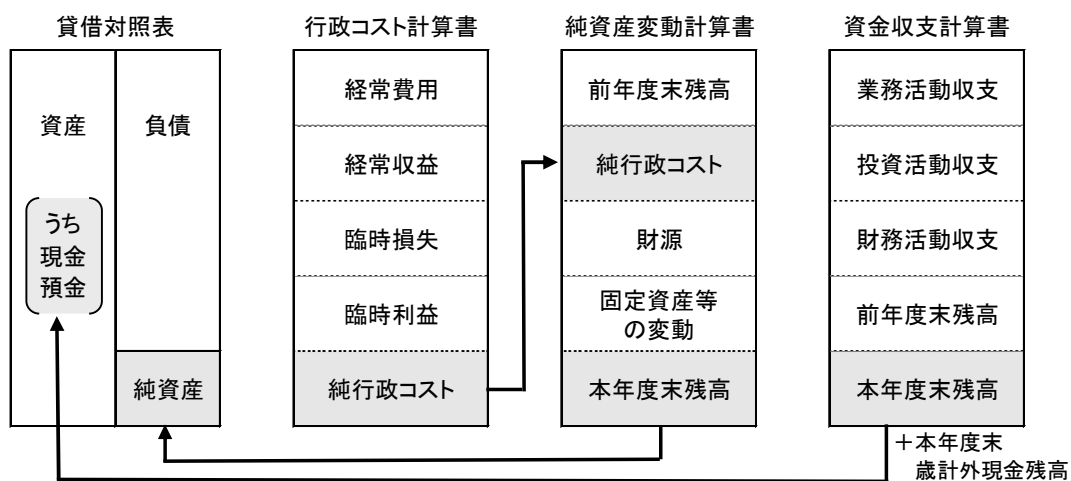 貸借対照表
資産
負債
うち
現金
預金
純資産
行政コスト計算書
経常費用
経常収益
臨時損失
臨時利益
純行政コスト
純資産変動計算書
前年度末残高
純行政コスト
財源
固定資産等
の変動
本年度末残高
資金収支計算書
業務活動収支
投資活動収支
財務活動収支
前年度末残高
本年度末残高
＋本年度末
歳計外現金残高